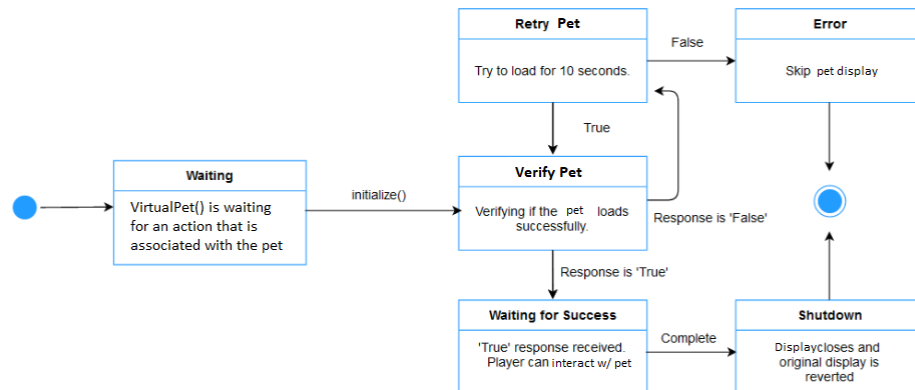 Retry Pet
Try to load for 10 seconds.
False
Error
Skip pet display
True
Waiting
VirtualPet() is waiting
for an action that is
associated with the pet
initialize()
Verify Pet
Verifying if the pet loads
successfully.
Response is 'False'
Response is 'True'
Waiting for Success
'True' response received.
Player can interact w/ pet
Complete
Shutdown
Displaycloses and
original display is
reverted